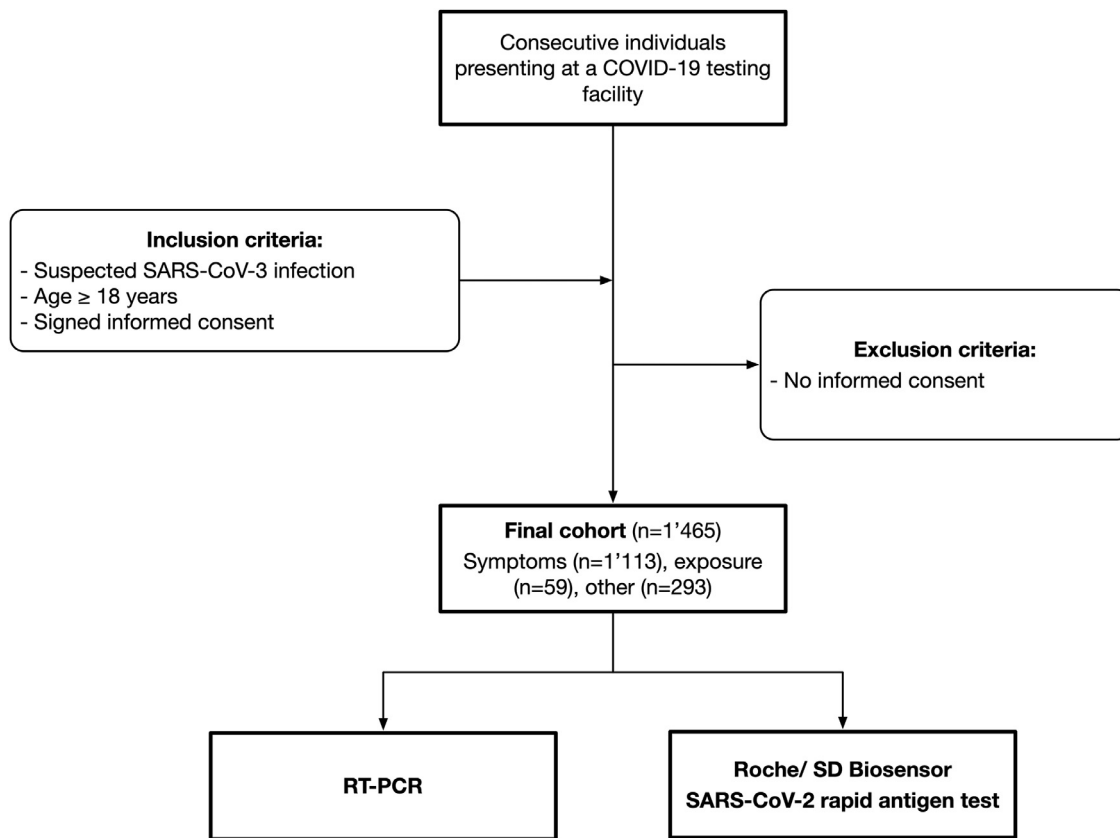 Consecutive individuals
presenting at a COVID-19 testing
facility
Inclusion criteria:
- Suspected SARS-CoV-3 infection
- Age ≥ 18 years
- Signed informed consent
Exclusion criteria:
- No informed consent
Final cohort (n=1’465)
Symptoms (n=1’113), exposure
(n=59), other (n=293)
RT-PCR
Roche/ SD Biosensor
SARS-CoV-2 rapid antigen test